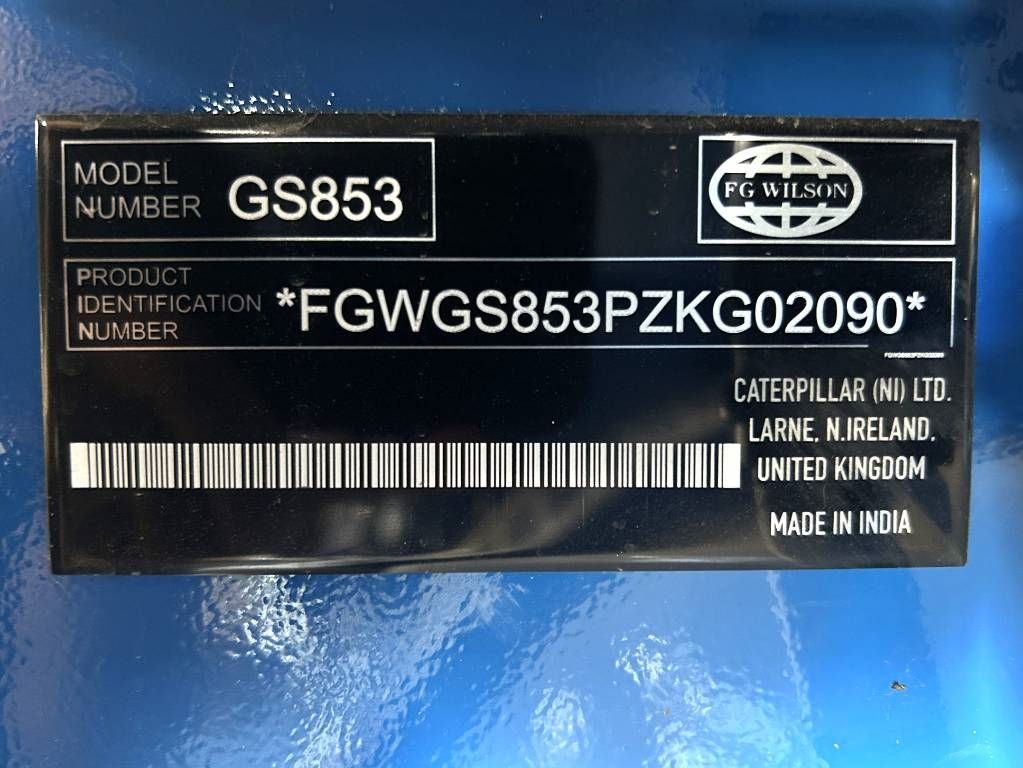 MODEL
NUMBER GS853
FG WILSON
PRODUCT
IDENTIFICATION
NUMBER
*FGWGS853PZKG02090*
FGWGS853PZKG02090
CATERPILLAR (NI) LTD.
LARNE, N.IRELAND,
UNITED KINGDOM
MADE IN INDIA